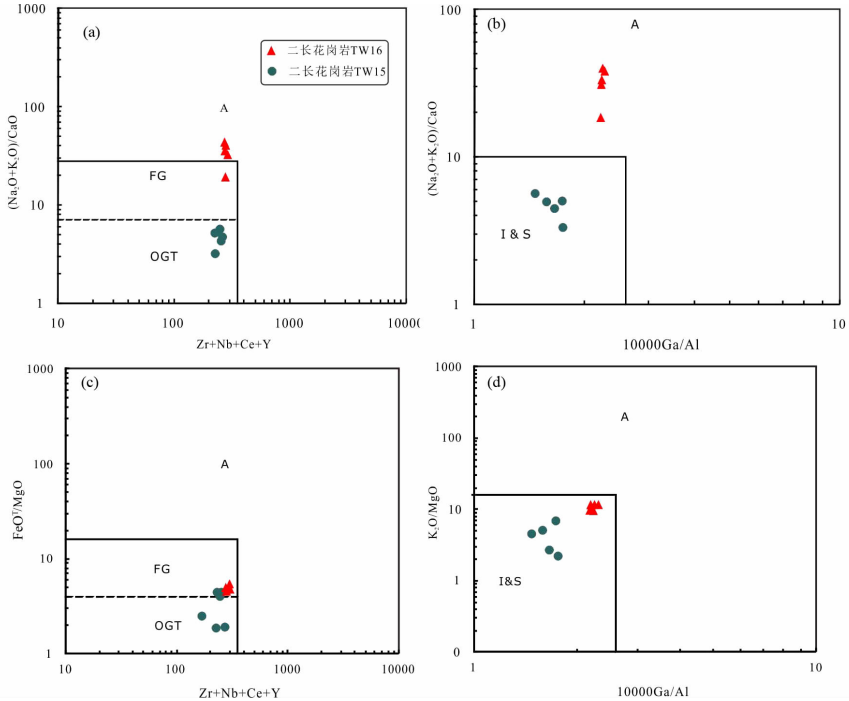 (a)
1000
100
10
1
(Na₂O+K₂O)/CaO
二长花岗岩TW16
二长花岗岩TW15
A
FG
OGT
10 100 1000 10000
Zr+Nb+Ce+Y
(b)
100
10
1
(Na₂O+K₂O)/CaO
A
I & S
1 10
10000Ga/Al
(c)
1000
100
10
1
FeOᵀ/MgO
A
FG
OGT
10 100 1000 10000
Zr+Nb+Ce+Y
(d)
1000
100
10
1
0
K₂O/MgO
A
I&S
1 10
10000Ga/Al